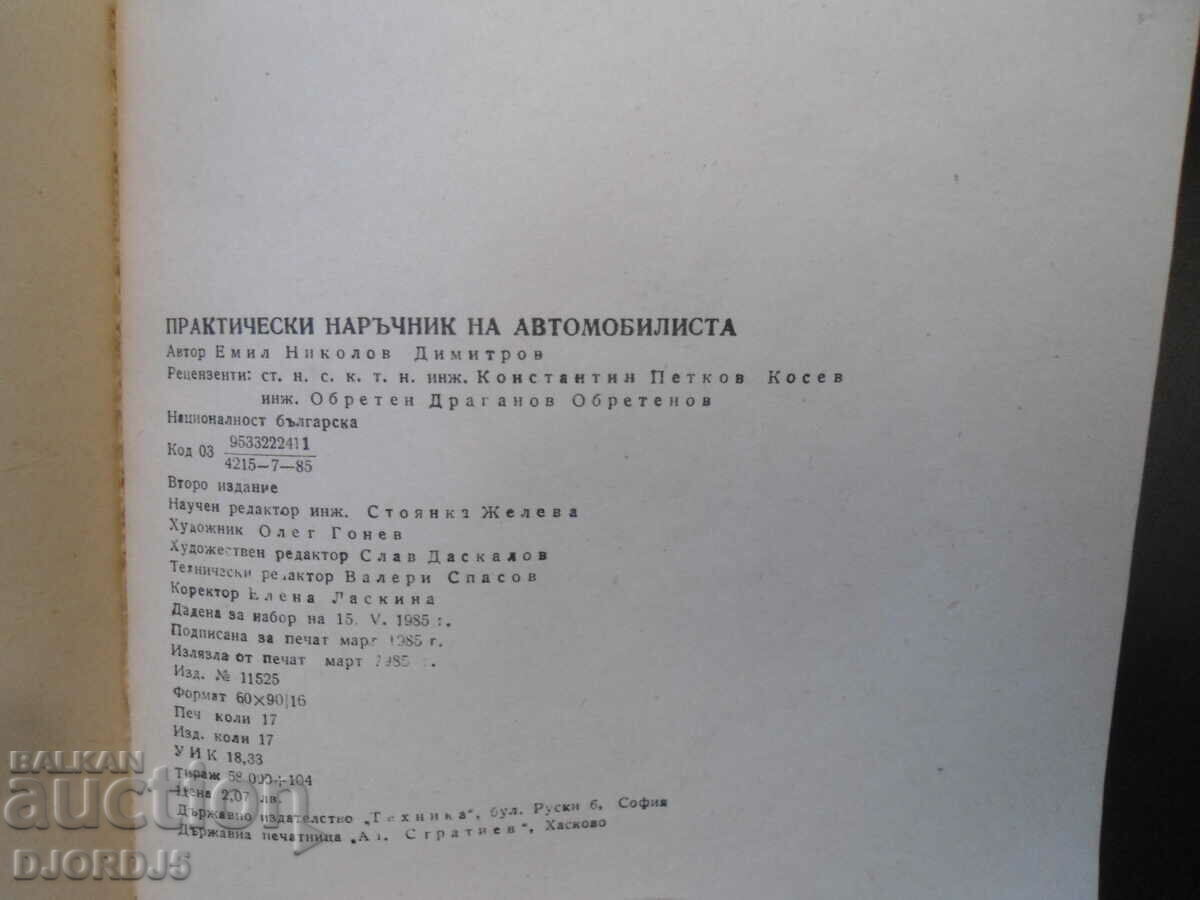 ПРАКТИЧЕСКИ НАРЪЧНИК НА АВТОМОБИЛИСТА
Автор Емил Николов Димитров
Рецензенти: ст. н. с. к. т. н. инж. Константин Петков Косев
инж. Обретен Драганов Обретенов
Националност българска
Код 03 9533222411
4215—7—85
Второ издание
Научен редактор инж. Стоянка Желева
Художник Олег Гонев
Художествен редактор Слав Даскалов
Технически редактор Валери Спасов
Коректор Елена Ласкина
Дадена за набор на 15. V. 1985 г.
Подписана за печат март 1985 г.
Излязла от печат март 1985 г.
Изд. № 11525
Формат 60×90|16
Печ коли 17
Изд. коли 17
УИК 18,33
Тираж 58 000+104
Цена 2,07 лв.
Държавно издателство „Техника“, бул. Руски 6, София
Държавна печатница „Ат. Стратиев“, Хасково
BALKAN
auction
DJORDJ5